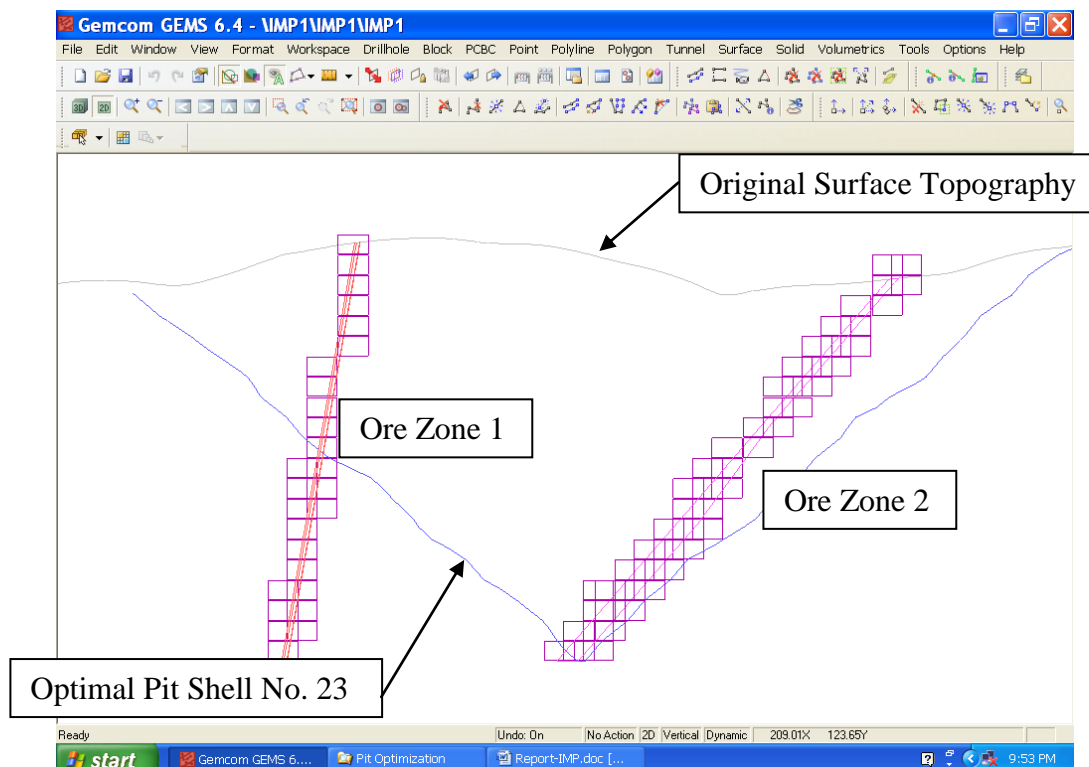 Gemcom GEMS 6.4 - \IMP1\IMP1\IMP1
File Edit Window View Format Workspace Drillhole Block PCBC Point Polyline Polygon Tunnel Surface Solid Volumetrics Tools Options Help
3D 2D
Original Surface Topography
Ore Zone 1
Ore Zone 2
Optimal Pit Shell No. 23
Ready Undo: On No Action 2D Vertical Dynamic 209.01X 123.65Y
start Gemcom GEMS 6.... Pit Optimization Report-IMP.doc [... 9:53 PM